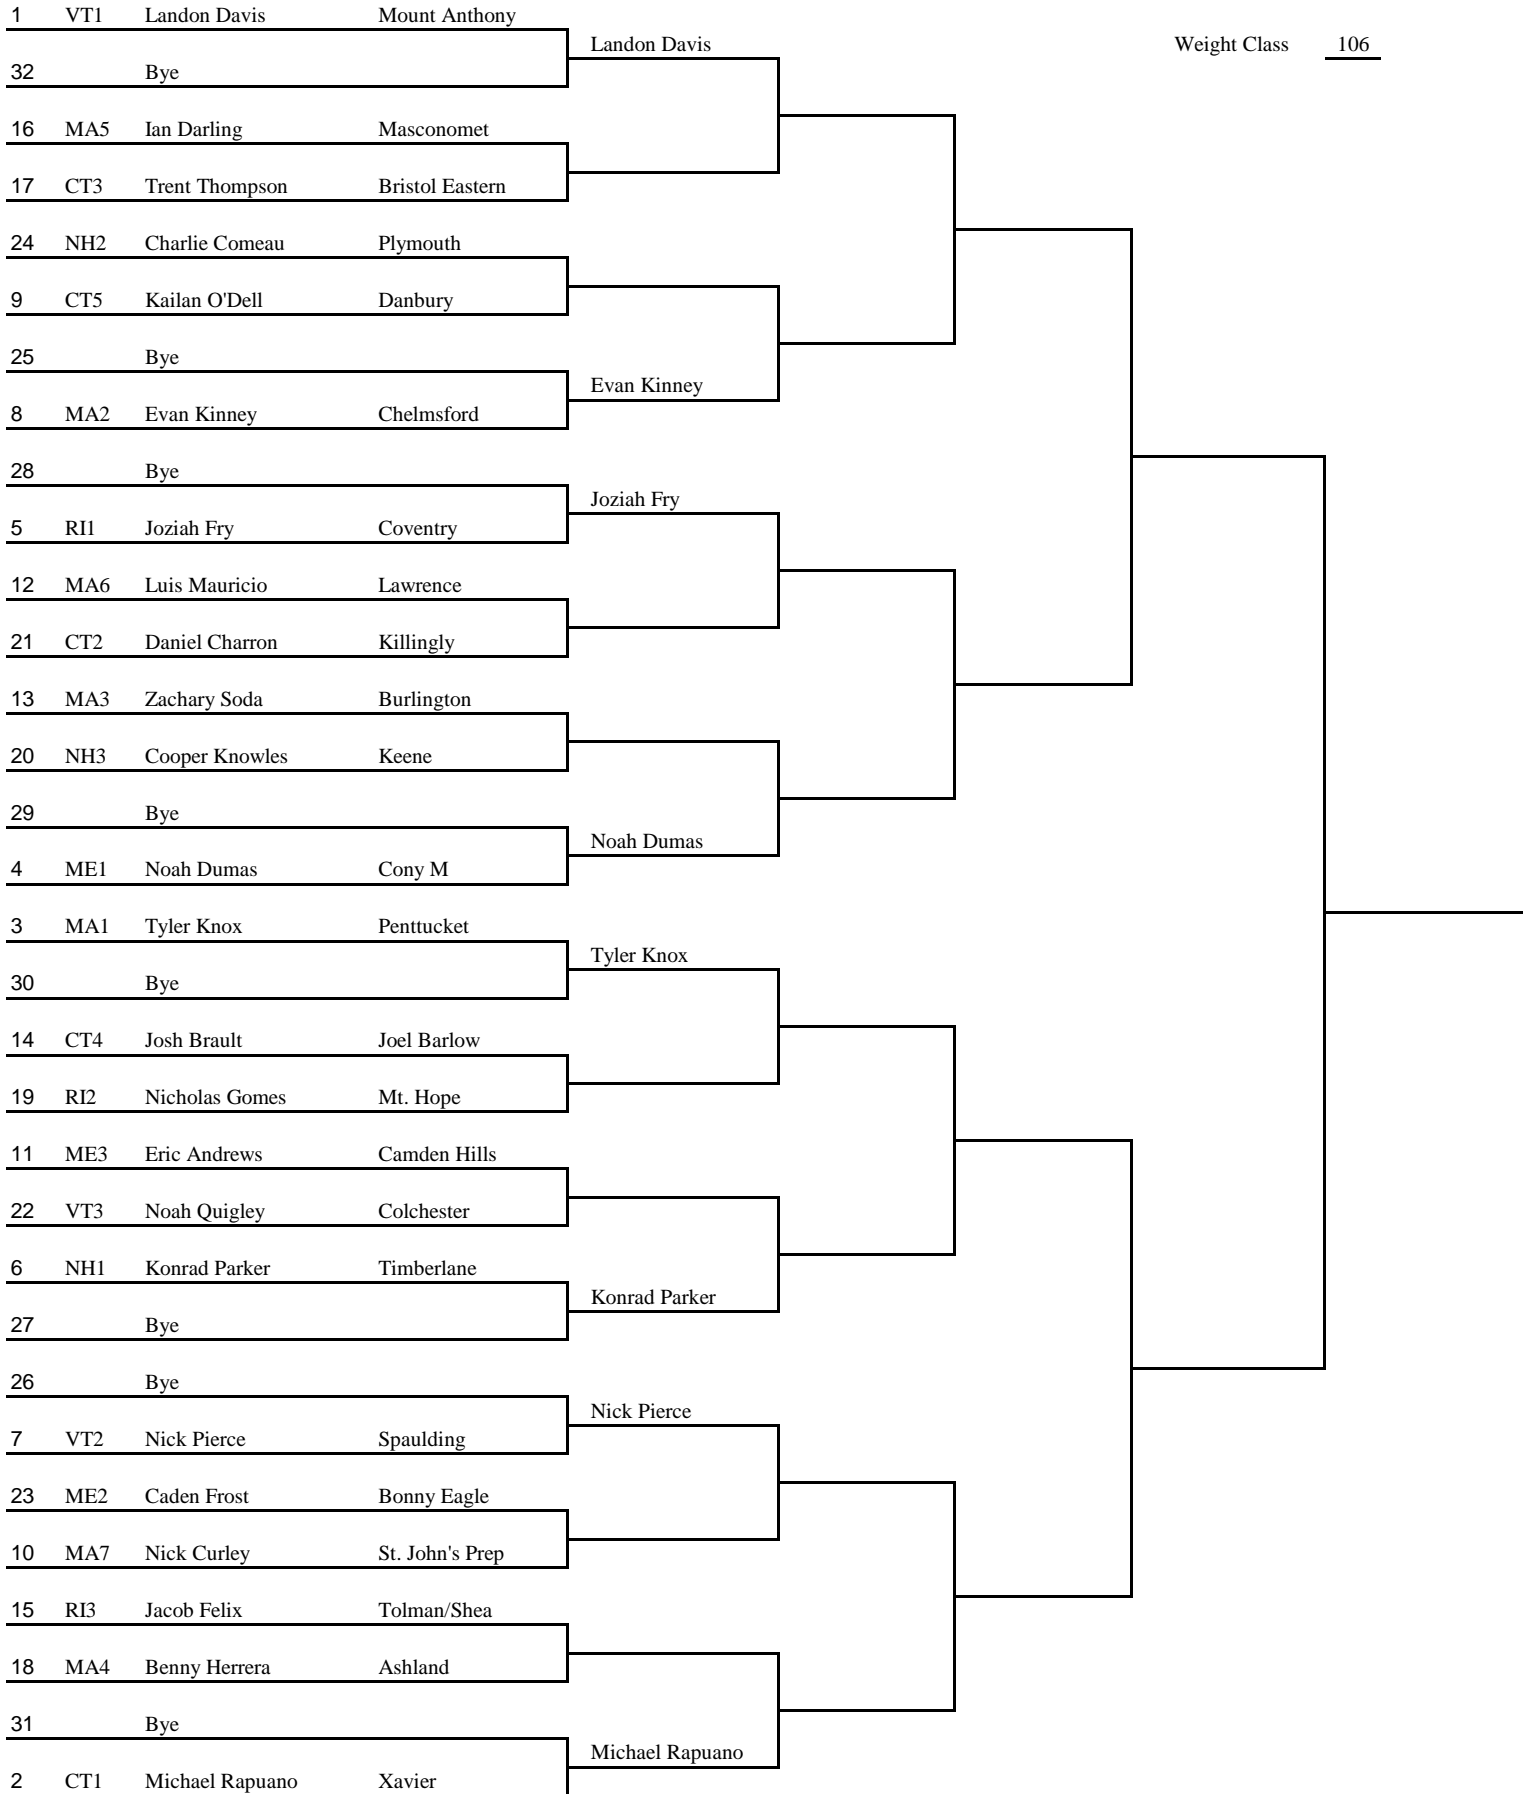 1 VT1 Landon Davis Mount Anthony
Landon Davis
Weight Class 106
32 Bye
16 MA5 Ian Darling Masconomet
17 CT3 Trent Thompson Bristol Eastern
24 NH2 Charlie Comeau Plymouth
9 CT5 Kailan O'Dell Danbury
25 Bye
Evan Kinney
8 MA2 Evan Kinney Chelmsford
28 Bye
Joziah Fry
5 RI1 Joziah Fry Coventry
12 MA6 Luis Mauricio Lawrence
21 CT2 Daniel Charron Killingly
13 MA3 Zachary Soda Burlington
20 NH3 Cooper Knowles Keene
29 Bye
Noah Dumas
4 ME1 Noah Dumas Cony M
3 MA1 Tyler Knox Penttucket
Tyler Knox
30 Bye
14 CT4 Josh Brault Joel Barlow
19 RI2 Nicholas Gomes Mt. Hope
11 ME3 Eric Andrews Camden Hills
22 VT3 Noah Quigley Colchester
6 NH1 Konrad Parker Timberlane
Konrad Parker
27 Bye
26 Bye
Nick Pierce
7 VT2 Nick Pierce Spaulding
23 ME2 Caden Frost Bonny Eagle
10 MA7 Nick Curley St. John's Prep
15 RI3 Jacob Felix Tolman/Shea
18 MA4 Benny Herrera Ashland
31 Bye
Michael Rapuano
2 CT1 Michael Rapuano Xavier